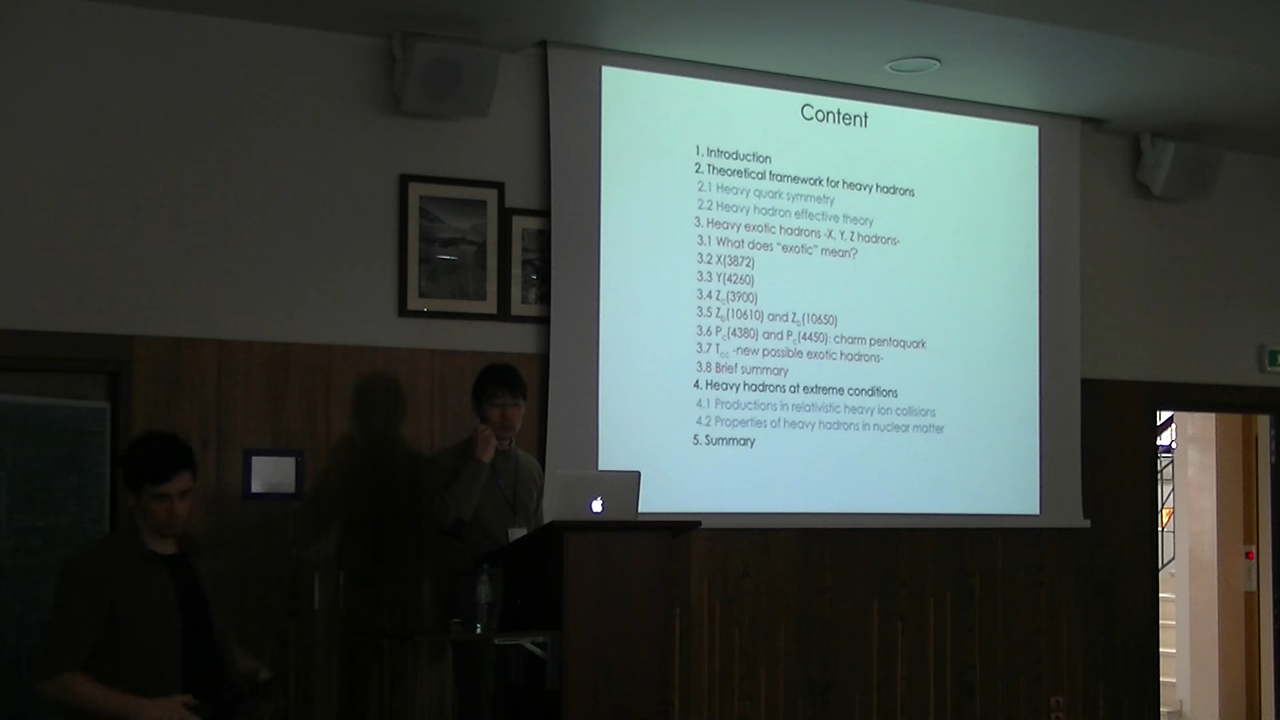 Content
1. Introduction
2. Theoretical framework for heavy hadrons
2.1 Heavy quark symmetry
2.2 Heavy hadron effective theory
3. Heavy exotic hadrons -X, Y, Z hadrons-
3.1 What does "exotic" mean?
3.2 X(3872)
3.3 Y(4260)
3.4 Zc(3900)
3.5 Zb(10610) and Zb(10650)
3.6 Pc(4380) and Pc(4450): charm pentaquark
3.7 Tcc -new possible exotic hadrons-
3.8 Brief summary
4. Heavy hadrons at extreme conditions
4.1 Productions in relativistic heavy ion collisions
4.2 Properties of heavy hadrons in nuclear matter
5. Summary